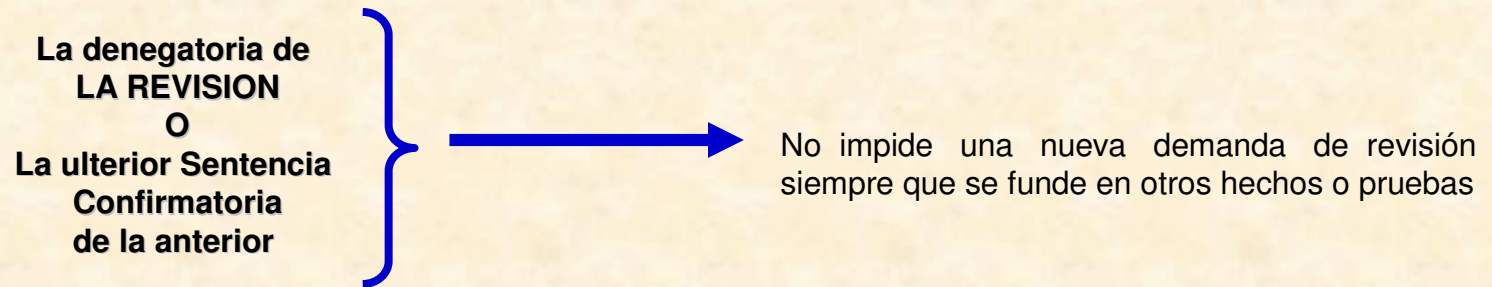 La denegatoria de
LA REVISION
O
La ulterior Sentencia
Confirmatoria
de la anterior
No impide una nueva demanda de revisión
siempre que se funde en otros hechos o pruebas